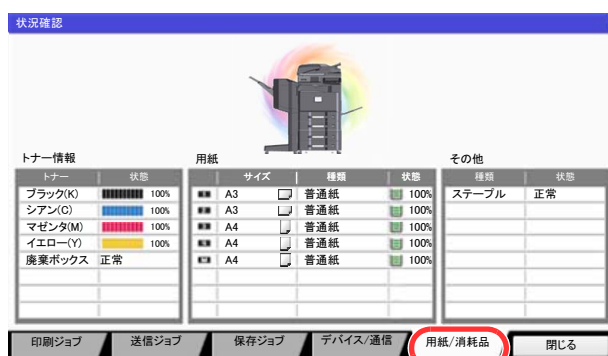 状況確認
トナー情報
トナー 状態
ブラック(K) 100%
シアン(C) 100%
マゼンタ(M) 100%
イエロー(Y) 100%
廃棄ボックス 正常
用紙
サイズ 種類 状態
A3 普通紙 100%
A3 普通紙 100%
A4 普通紙 100%
A4 普通紙 100%
A4 普通紙 100%
その他
種類 状態
ステープル 正常
印刷ジョブ 送信ジョブ 保存ジョブ デバイス/通信 用紙/消耗品 閉じる